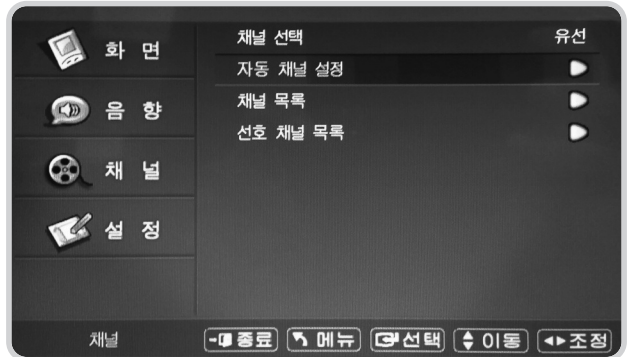 화 면
음 향
채 널
설 정
채널 선택 유선
자동 채널 설정
채널 목록
선호 채널 목록
채널 종료 메뉴 선택 이동 조정